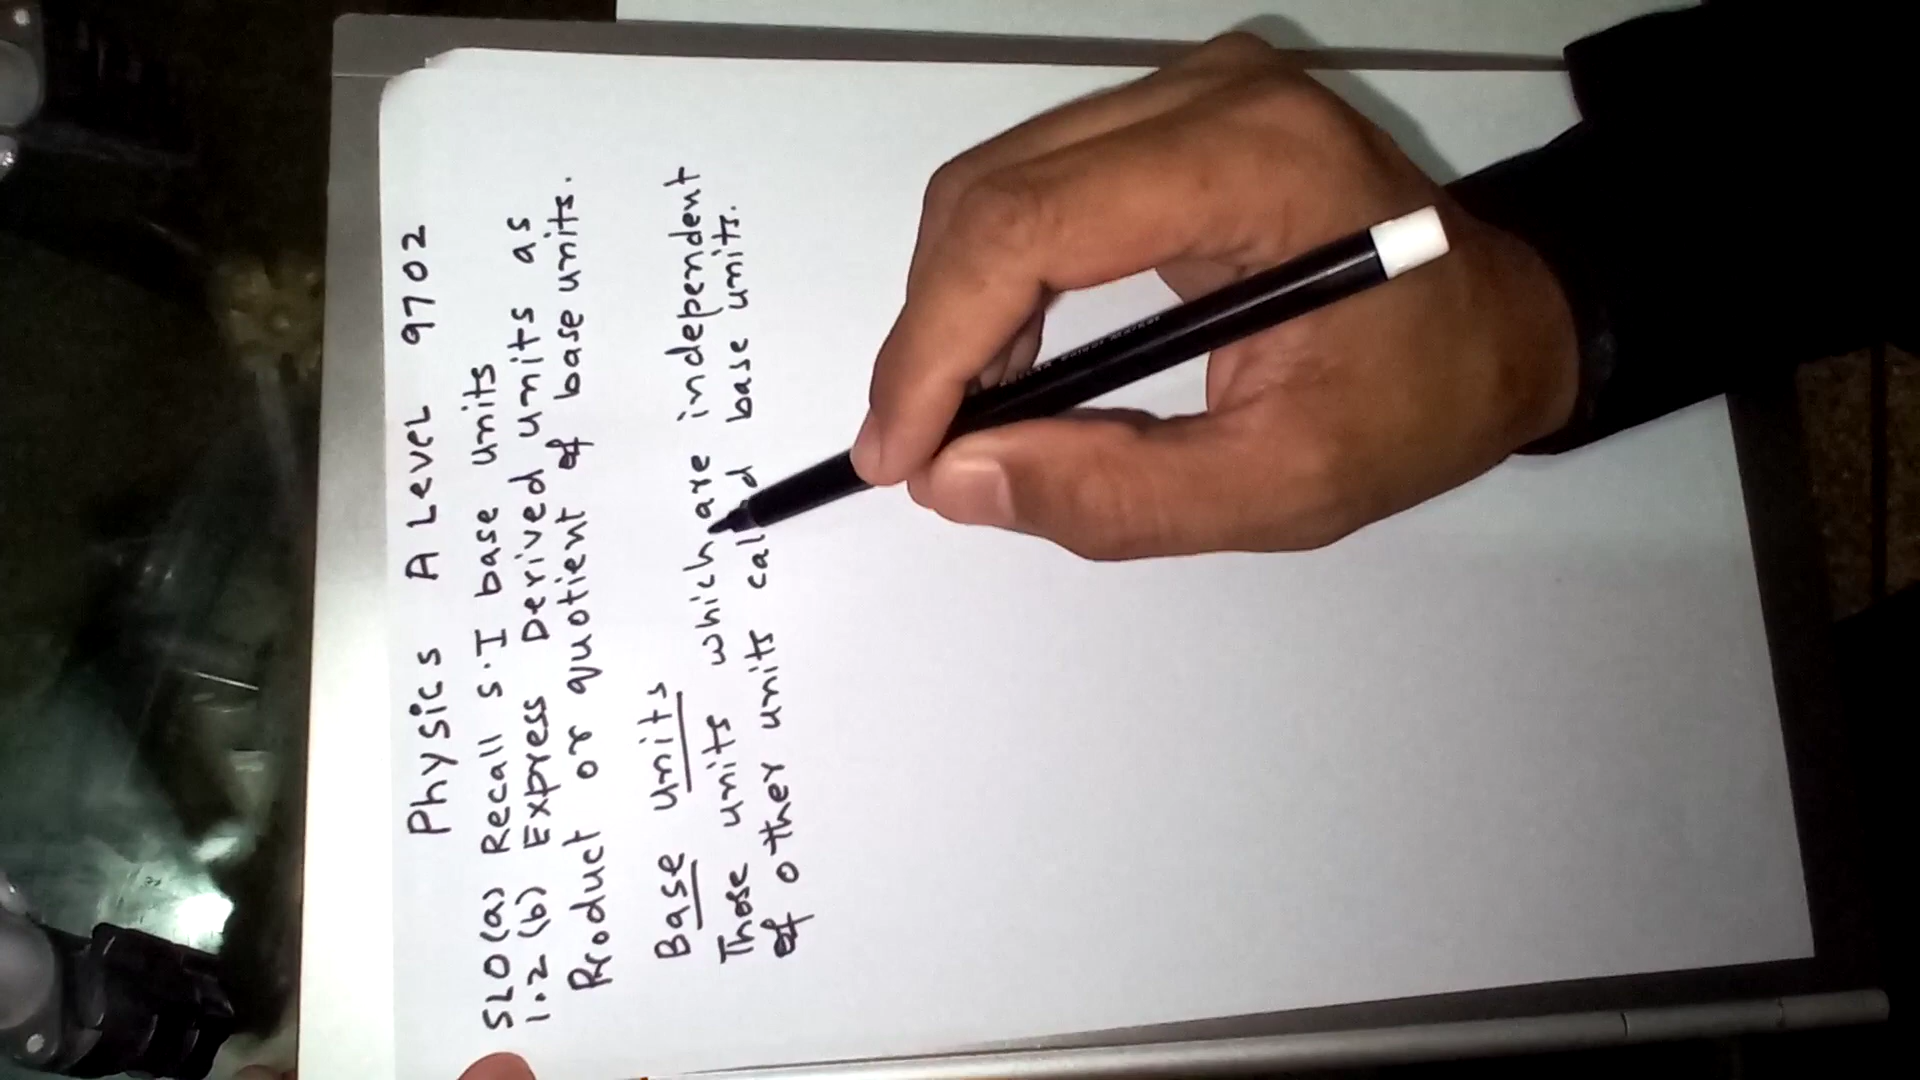 Physics A Level 9702
SLO (a) Recall S.I base units
1.2 (b) Express Derived units as
Product or quotient of base units.
Base units
Those units which are independent
of other units base units.